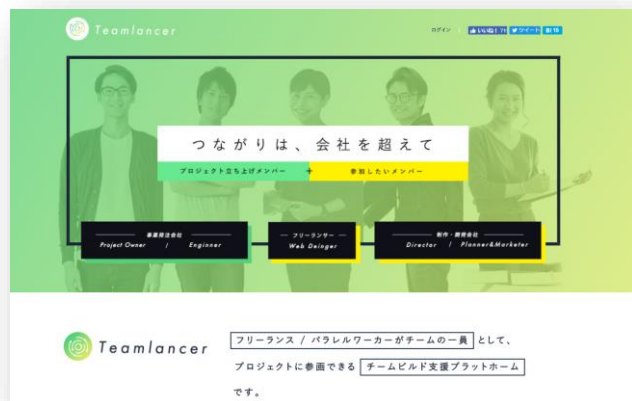 Teamlancer
ログイン
いいね! 71 ツイート B! 18
つながりは、会社を超えて
プロジェクト立ち上げメンバー + 参加したいメンバー
事業発注会社
Project Owner / Enginner
フリーランサー
Web Deinger
制作・開発会社
Director / Planner&Marketer
Teamlancer
フリーランス / パラレルワーカーがチームの一員 として、
プロジェクトに参画できる チームビルド支援プラットホーム
です。